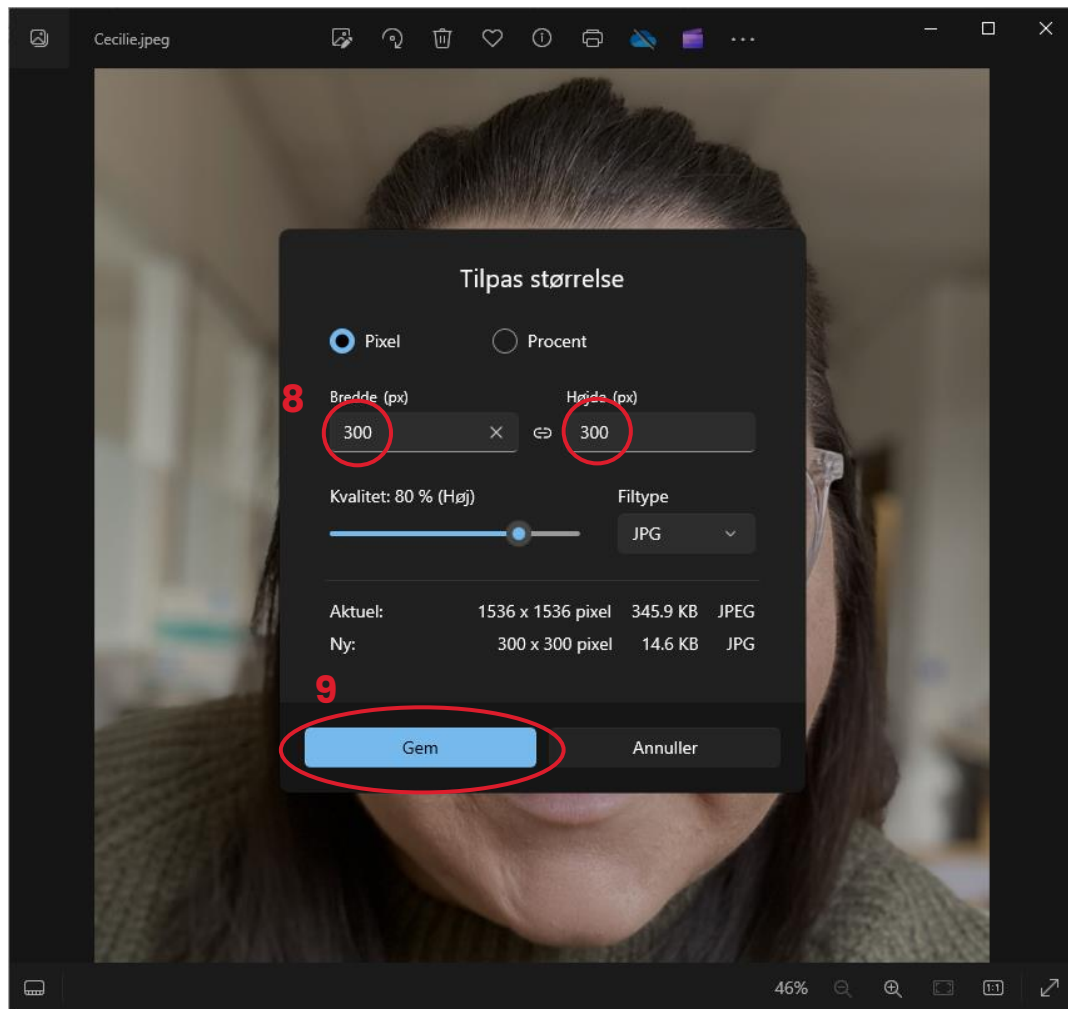 Cecilie.jpeg
Tilpas størrelse
Pixel Procent
8
Bredde (px) Højde (px)
300 300
Kvalitet: 80 % (Høj) Filtype
JPG
Aktuel: 1536 x 1536 pixel 345.9 KB JPEG
Ny: 300 x 300 pixel 14.6 KB JPG
9
Gem Annuller
46% 1:1